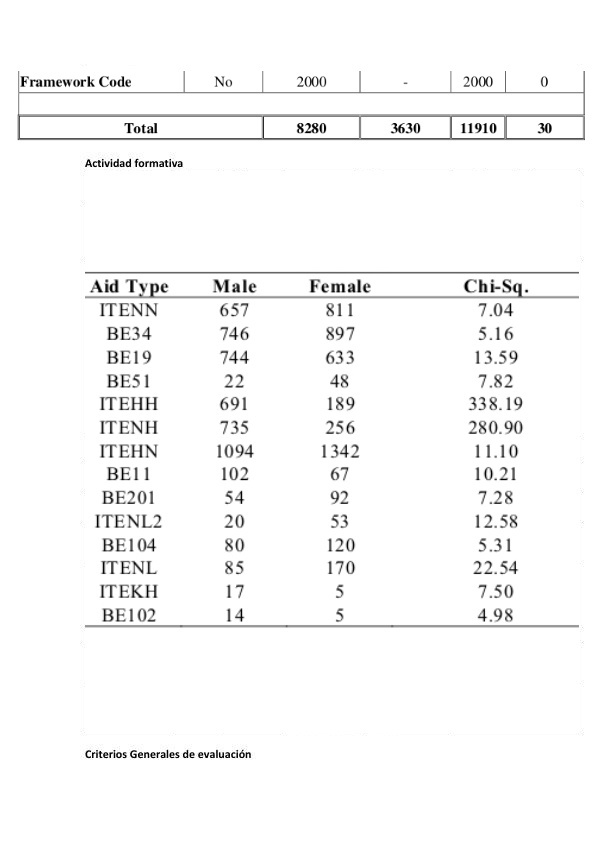 Framework Code No 2000 - 2000 0
Total 8280 3630 11910 30
Actividad formativa
Aid Type Male Female Chi-Sq.
ITENN 657 811 7.04
BE34 746 897 5.16
BE19 744 633 13.59
BE51 22 48 7.82
ITEHH 691 189 338.19
ITENH 735 256 280.90
ITEHN 1094 1342 11.10
BE11 102 67 10.21
BE201 54 92 7.28
ITENL2 20 53 12.58
BE104 80 120 5.31
ITENL 85 170 22.54
ITEKH 17 5 7.50
BE102 14 5 4.98
Criterios Generales de evaluación